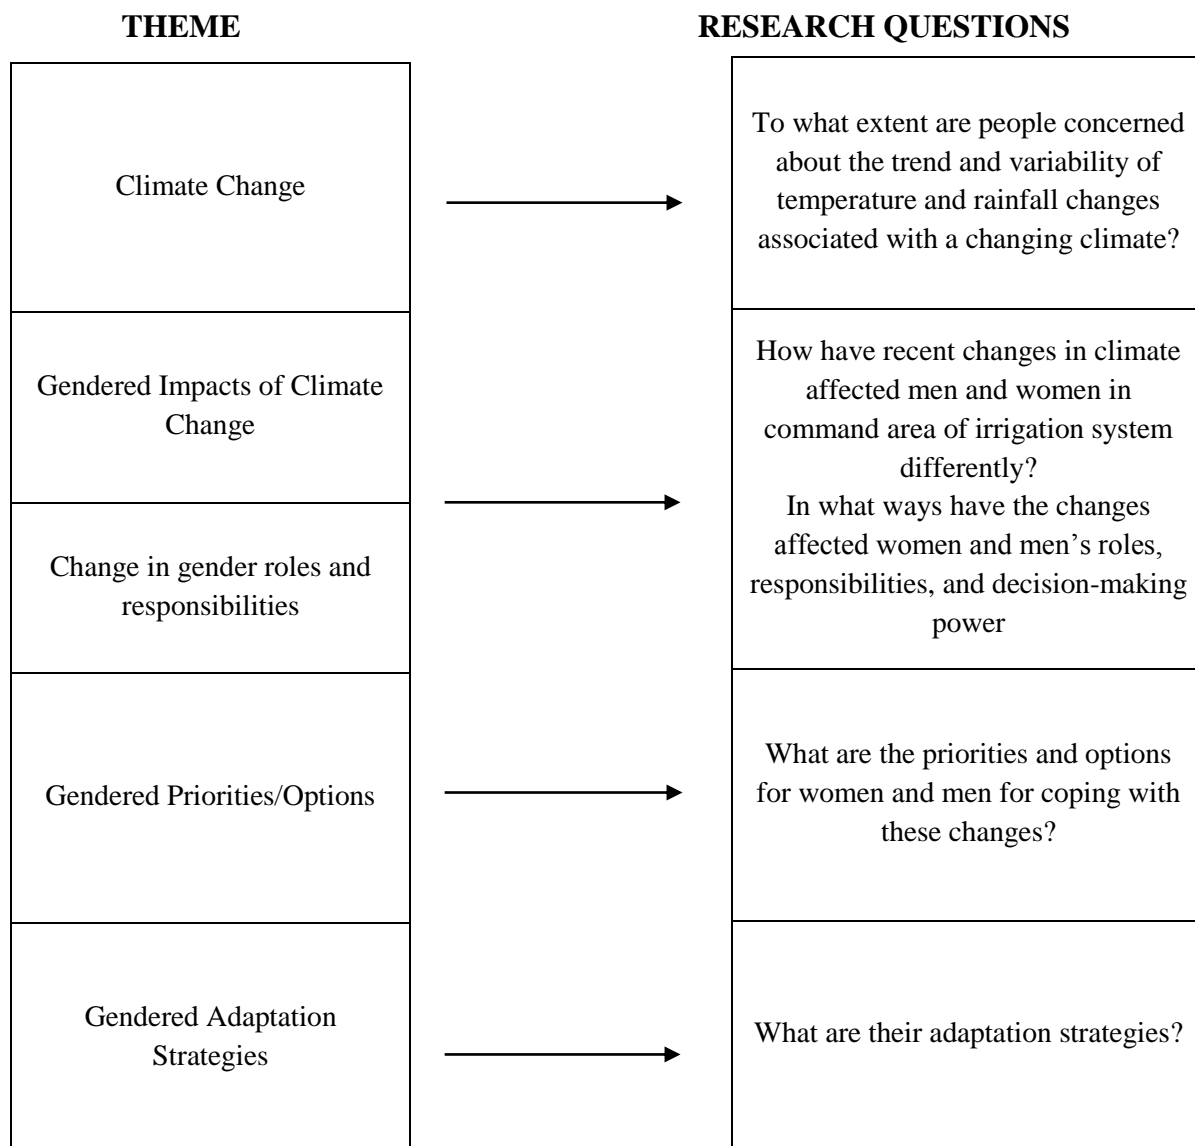 THEME
RESEARCH QUESTIONS
Climate Change
To what extent are people concerned
about the trend and variability of
temperature and rainfall changes
associated with a changing climate?
Gendered Impacts of Climate
Change
Change in gender roles and
responsibilities
How have recent changes in climate
affected men and women in
command area of irrigation system
differently?
In what ways have the changes
affected women and men's roles,
responsibilities, and decision-making
power
Gendered Priorities/Options
What are the priorities and options
for women and men for coping with
these changes?
Gendered Adaptation
Strategies
What are their adaptation strategies?